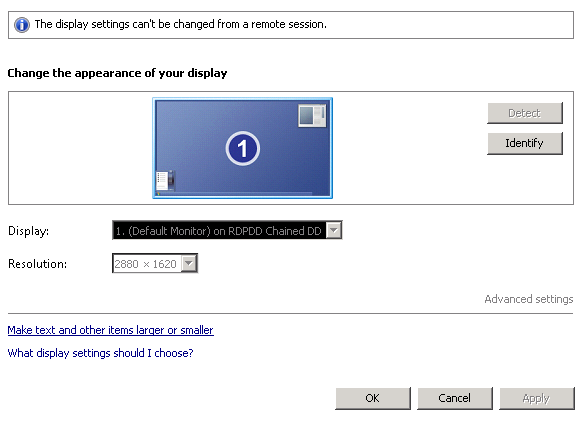 The display settings can't be changed from a remote session.
Change the appearance of your display
1
Detect
Identify
Display: 1. (Default Monitor) on RDPDD Chained DD
Resolution: 2880 × 1620
Advanced settings
Make text and other items larger or smaller
What display settings should I choose?
OK Cancel Apply